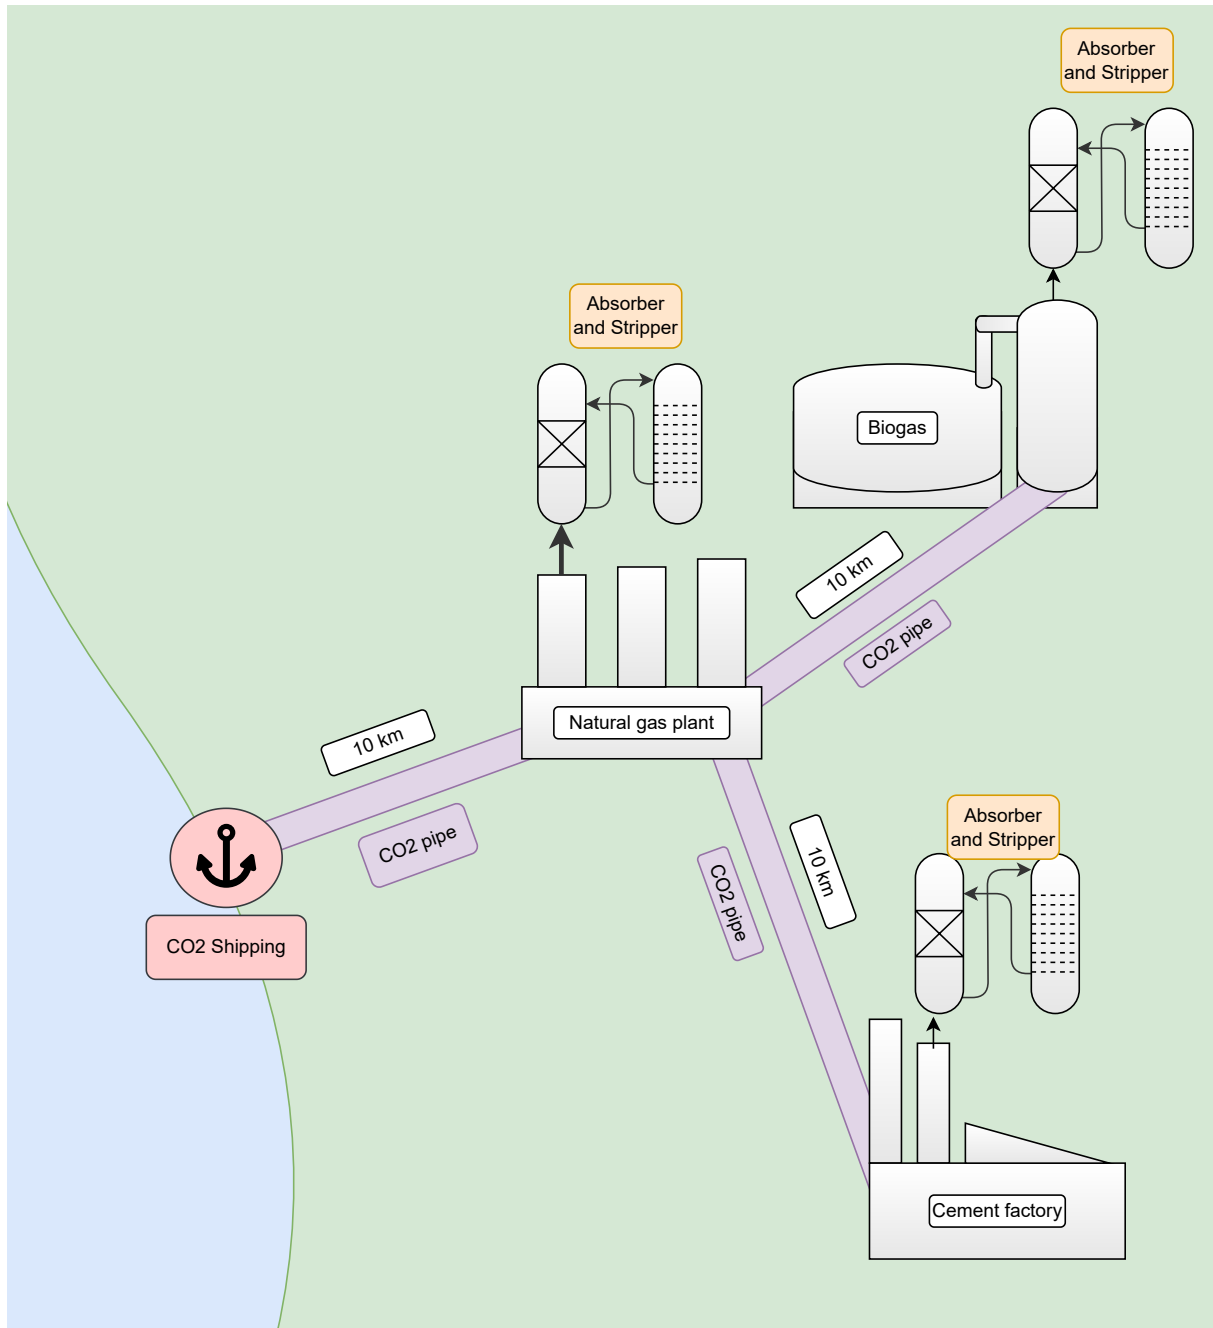 Absorber
and Stripper
Absorber
and Stripper
Biogas
10 km
CO2 pipe
Natural gas plant
10 km
CO2 pipe
10 km
CO2 pipe
Absorber
and Stripper
CO2 Shipping
Cement factory